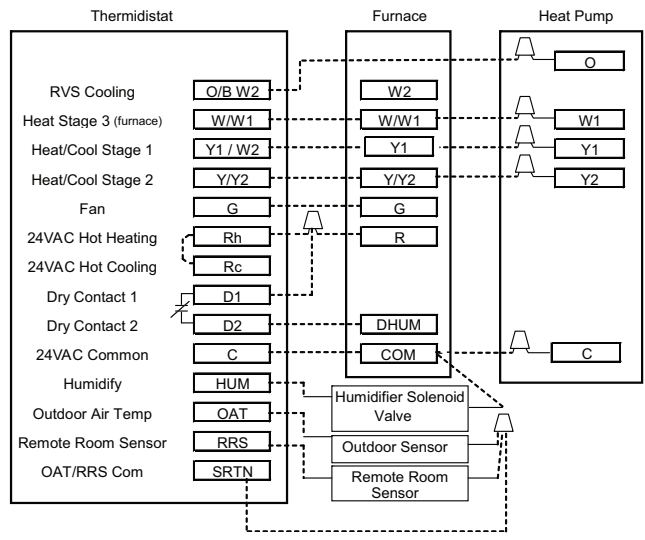 Thermidistat Furnace Heat Pump
O
RVS Cooling O/B W2 W2
Heat Stage 3 (furnace) W/W1 W/W1 W1
Heat/Cool Stage 1 Y1 / W2 Y1 Y1
Heat/Cool Stage 2 Y/Y2 Y/Y2 Y2
Fan G G
24VAC Hot Heating Rh R
24VAC Hot Cooling Rc
Dry Contact 1 D1
Dry Contact 2 D2 DHUM
24VAC Common C COM C
Humidify HUM
Humidifier Solenoid
Valve
Outdoor Air Temp OAT
Outdoor Sensor
Remote Room Sensor RRS
OAT/RRS Com SRTN
Remote Room
Sensor